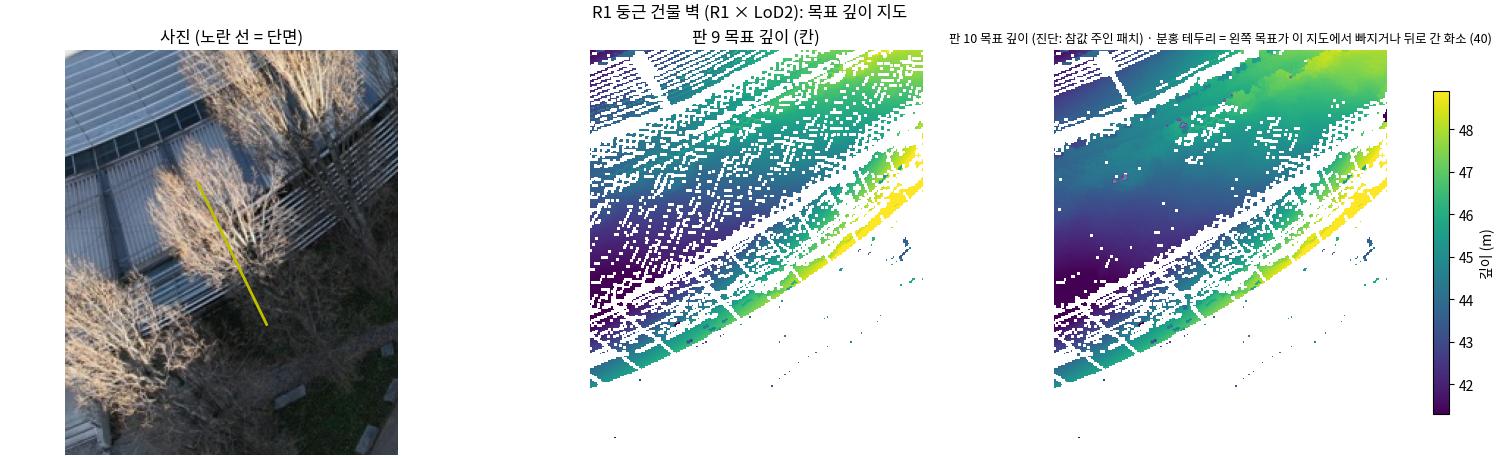 R1 둥근 건물 벽 (R1 × LoD2): 목표 깊이 지도
사진 (노란 선 = 단면)
판 9 목표 깊이 (칸)
판 10 목표 깊이 (진단: 참값 주인 패치) · 분홍 테두리 = 왼쪽 목표가 이 지도에서 빠지거나 뒤로 간 화소 (40)
48
47
46
45
44
43
42
깊이 (m)